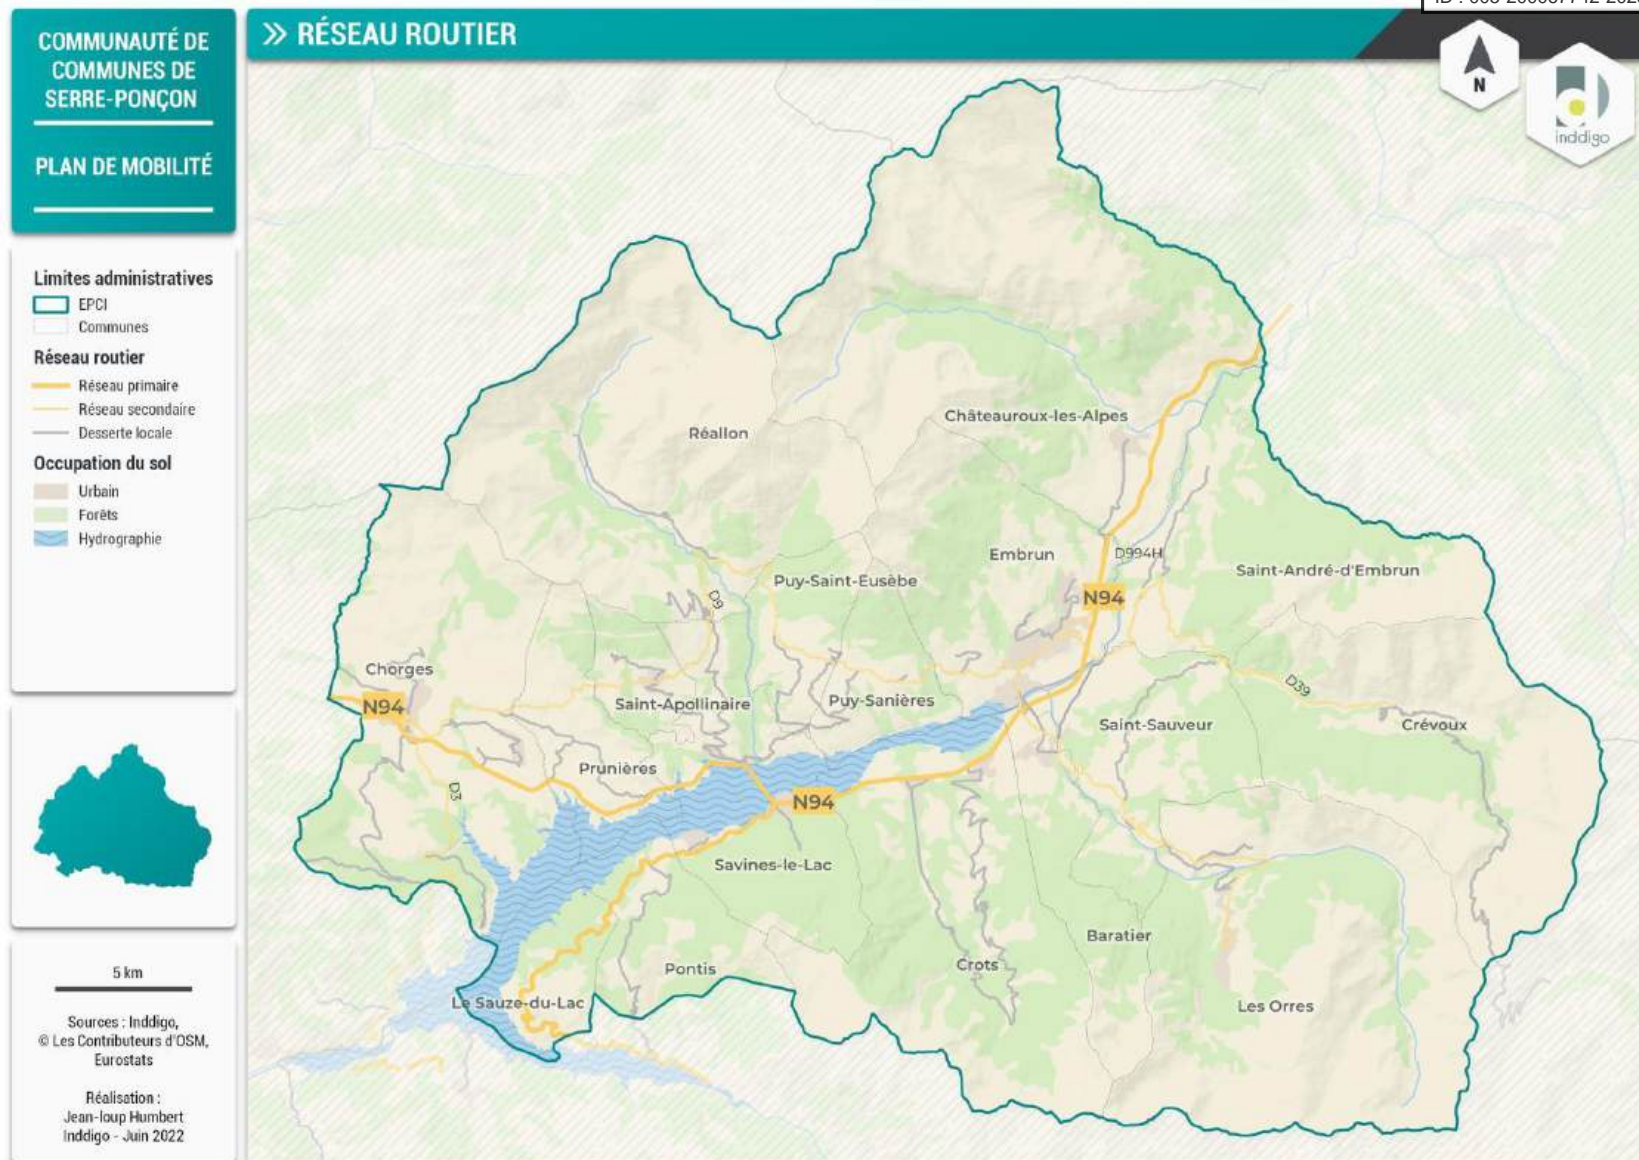 COMMUNAUTÉ DE
COMMUNES DE
SERRE-PONÇON
PLAN DE MOBILITÉ
>> RÉSEAU ROUTIER
N
inddigo
Limites administratives
EPCI
Communes
Réseau routier
Réseau primaire
Réseau secondaire
Desserte locale
Occupation du sol
Urbain
Forêts
Hydrographie
5 km
Sources : Inddigo,
© Les Contributeurs d'OSM,
Eurostats
Réalisation :
Jean-loup Humbert
Inddigo - Juin 2022
Châteauroux-les-Alpes
Réallon
Embrun
D994H
Saint-André-d'Embrun
Puy-Saint-Eusèbe
N94
D9
Chorges
D39
Saint-Apollinaire
Puy-Sanières
N94
Saint-Sauveur
Crévoux
Prunières
D3
N94
Savines-le-Lac
Baratier
Crots
Pontis
Le Sauze-du-Lac
Les Orres